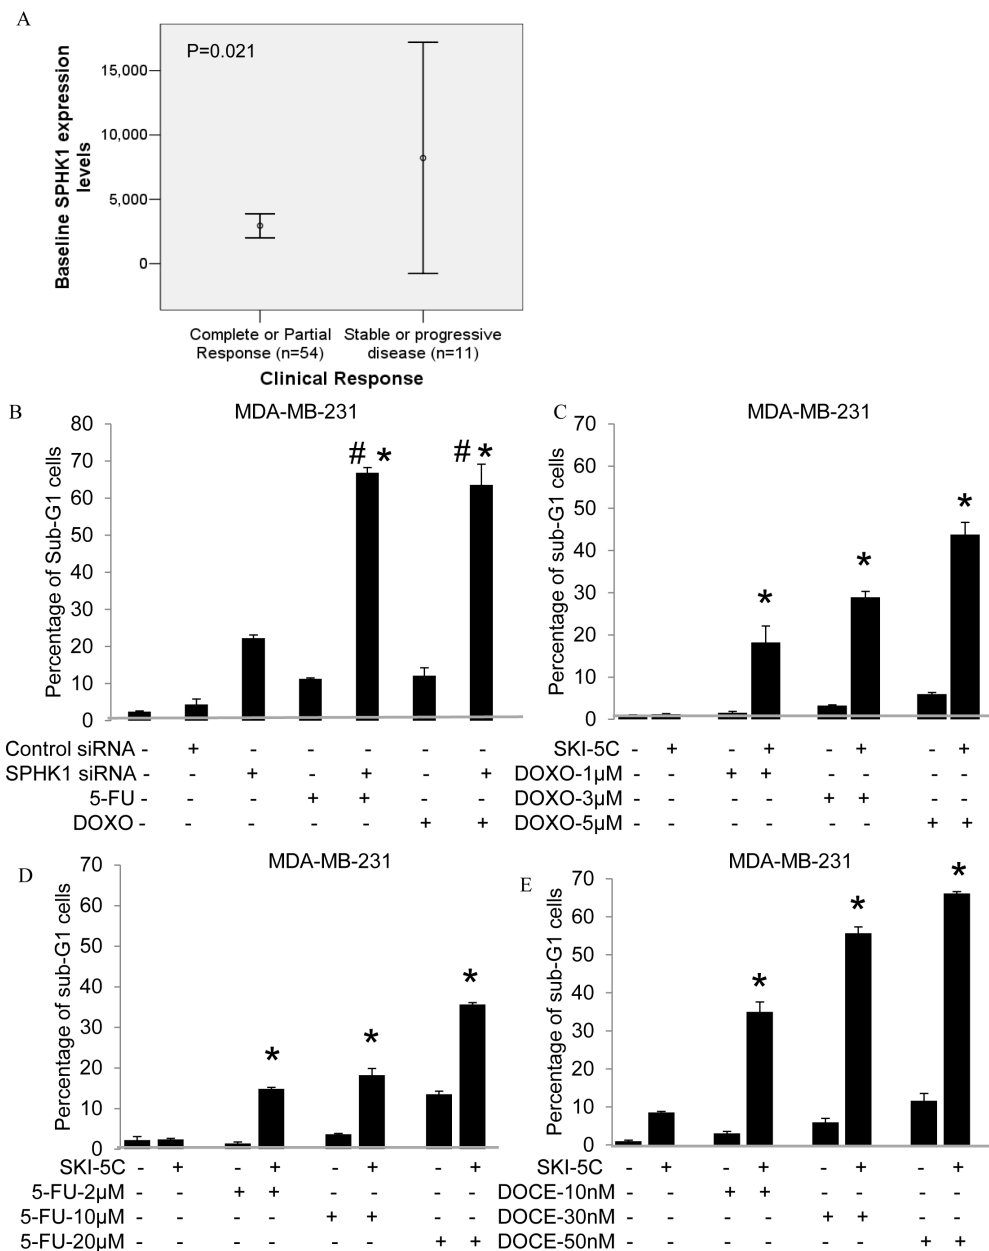 A
P=0.021
Baseline SPHK1 expression
levels
15,000
10,000
5,000
0
Complete or Partial
Response (n=54)
Stable or progressive
disease (n=11)
Clinical Response
B
MDA-MB-231
Percentage of Sub-G1 cells
80
70
60
50
40
30
20
10
0
# *
# *
Control siRNA - + - - - - -
SPHK1 siRNA - - + - + - +
5-FU - - - + + - -
DOXO - - - - - + +
C
MDA-MB-231
Percentage of sub-G1 cells
70
60
50
40
30
20
10
0
*
*
*
SKI-5C - + - + - + - +
DOXO-1µM - - + + - - - -
DOXO-3µM - - - - + + - -
DOXO-5µM - - - - - - + +
D
MDA-MB-231
Percentage of sub-G1 cells
70
60
50
40
30
20
10
0
*
*
*
SKI-5C - + - + - + - +
5-FU-2µM - - + + - - - -
5-FU-10µM - - - - + + - -
5-FU-20µM - - - - - - + +
E
MDA-MB-231
Percentage of sub-G1 cells
70
60
50
40
30
20
10
0
*
*
*
SKI-5C - + - + - + - +
DOCE-10nM - - + + - - - -
DOCE-30nM - - - - + + - -
DOCE-50nM - - - - - - + +